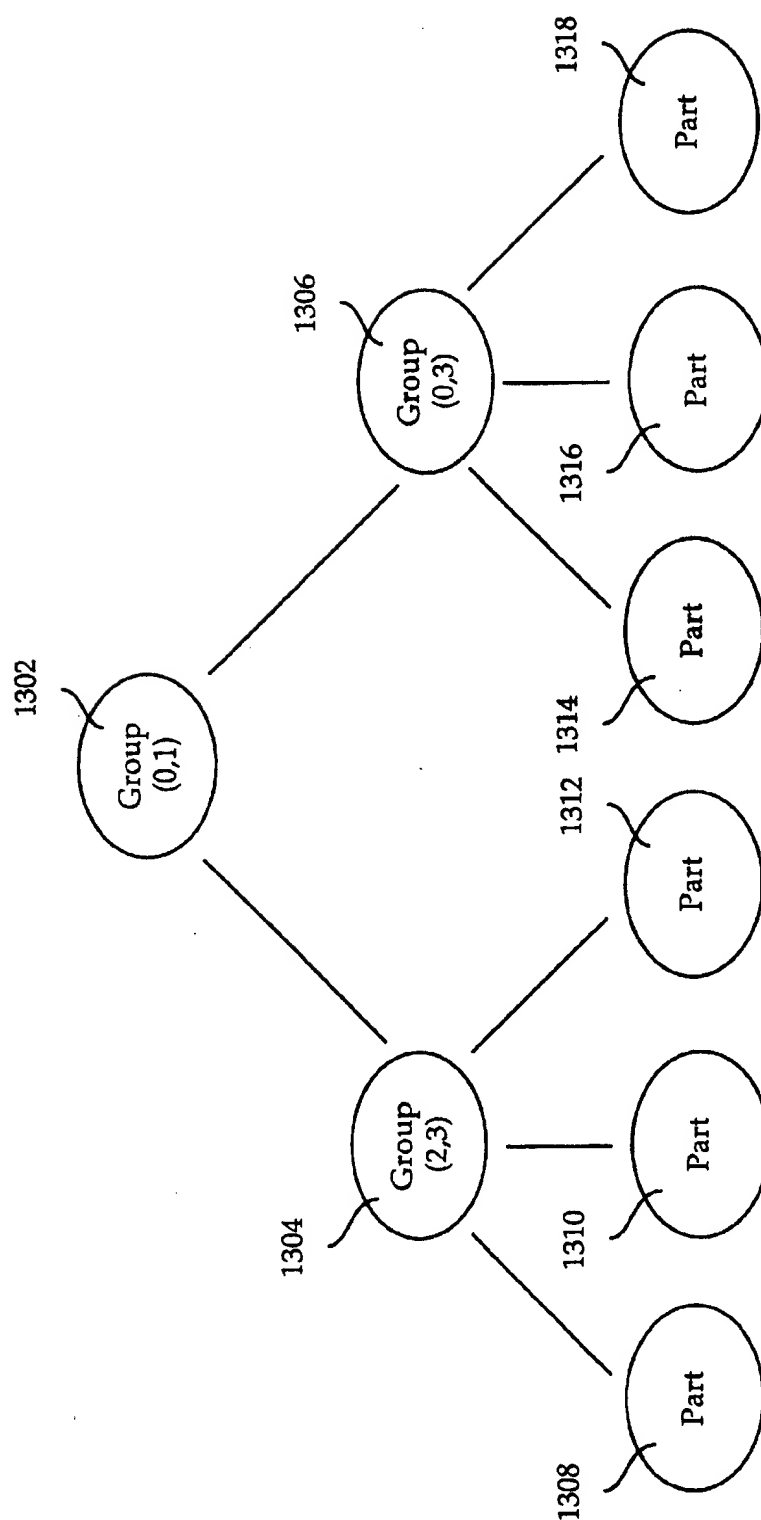 1302
Group
(0,1)
1304
Group
(2,3)
1306
Group
(0,3)
1308
Part
1310
Part
1312
Part
1314
Part
1316
Part
1318
Part